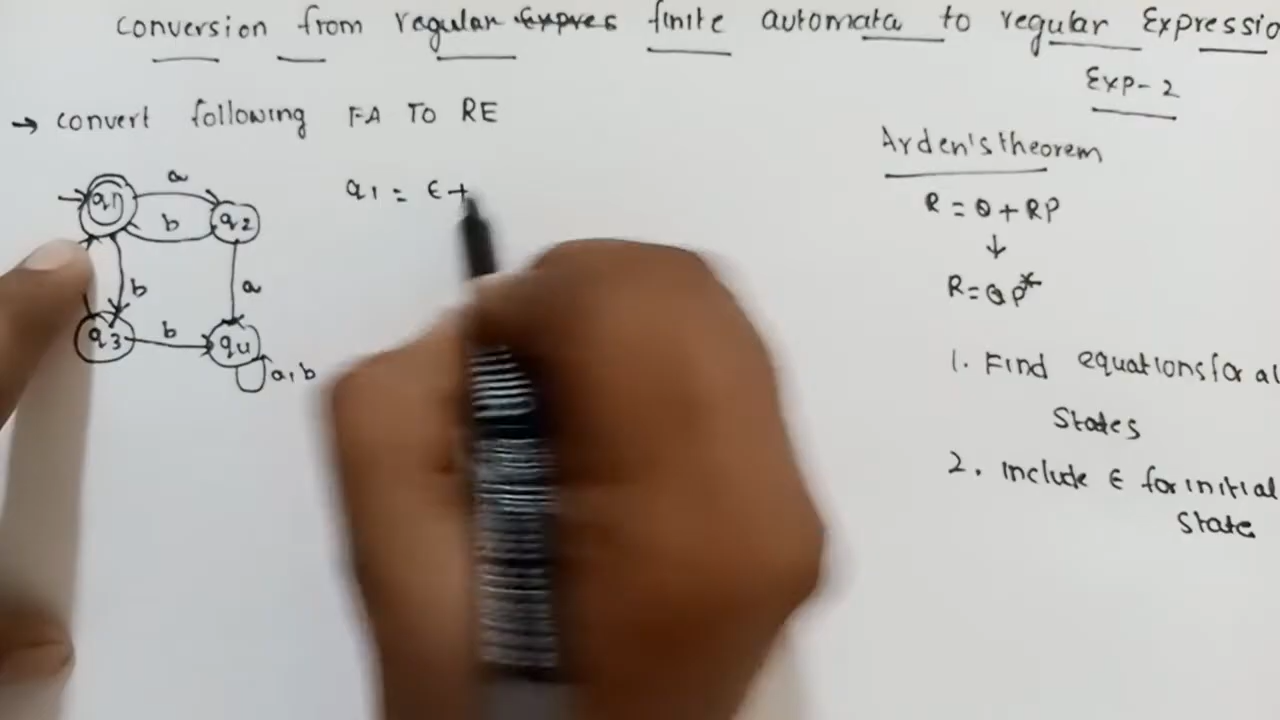 conversion from regular Expres finite automata to regular Expressio
Exp-2
→ convert following FA TO RE
Arden's theorem
R = Q + RP
↓
R = QP*
q1 = ε +
a
q1
b
q2
b
a
q3
b
q4
a,b
1. Find equations for al
States
2. include ε for initial
State